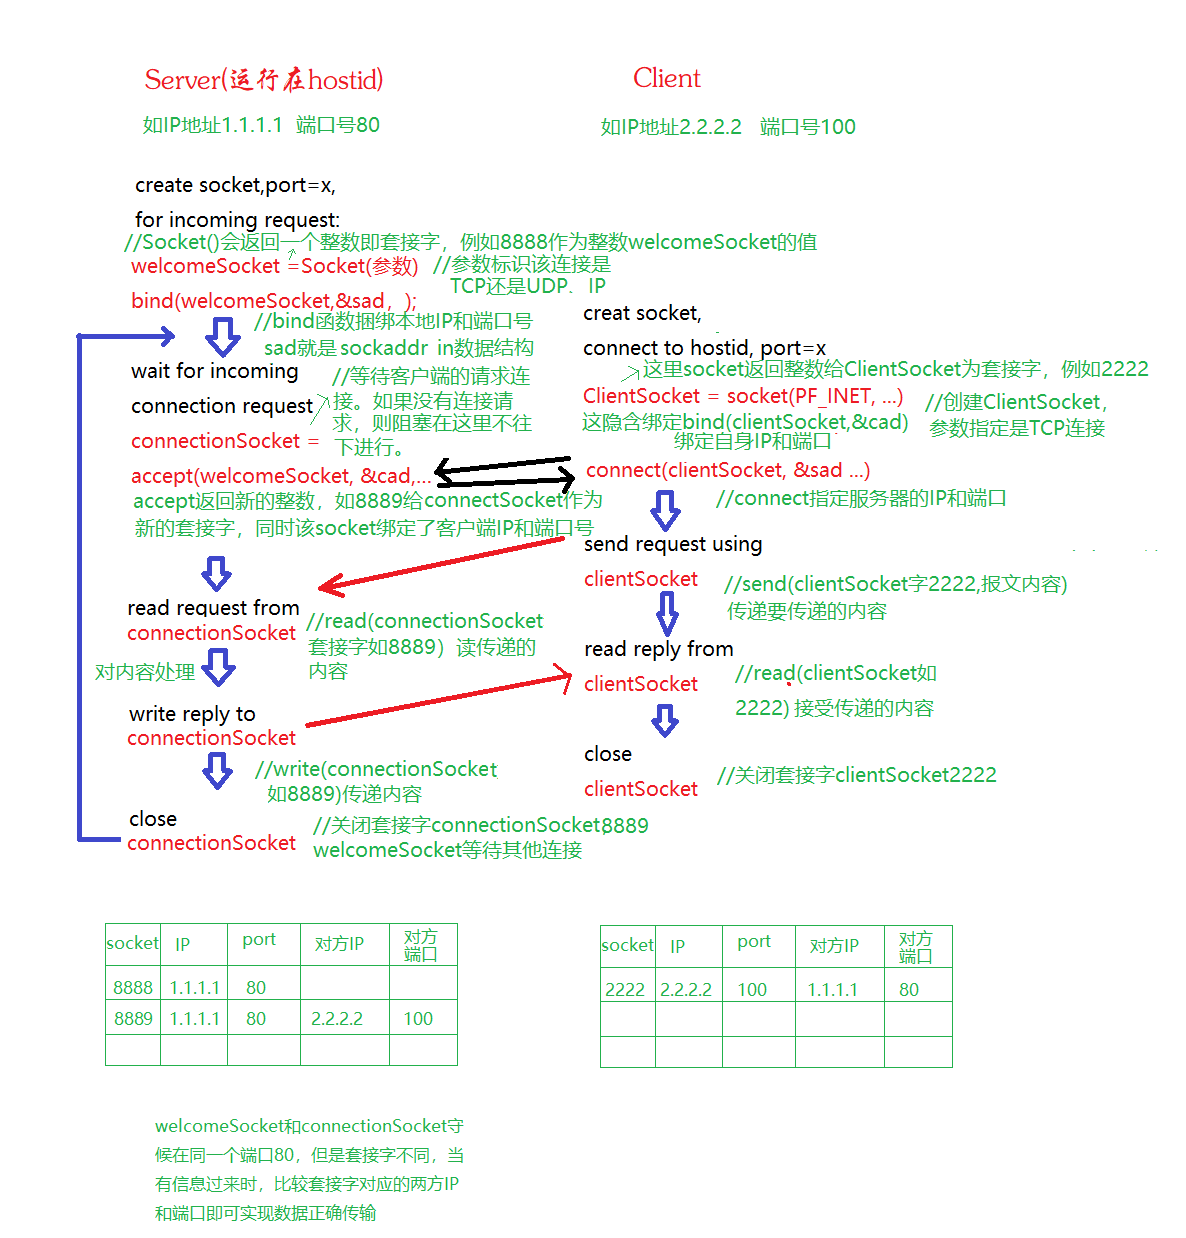 Server(运行在hostid)
如IP地址1.1.1.1 端口号80
create socket,port=x,
for incoming request:
//Socket()会返回一个整数即套接字，例如8888作为整数welcomeSocket的值
welcomeSocket =Socket(参数)
//参数标识该连接是
TCP还是UDP、IP
bind(welcomeSocket,&sad，);
//bind函数捆绑本地IP和端口号
sad就是sockaddr in数据结构
wait for incoming
connection request
connectionSocket =
//等待客户端的请求连
接。如果没有连接请
求，则阻塞在这里不往
下进行。
accept(welcomeSocket, &cad,...
accept返回新的整数，如8889给connectSocket作为
新的套接字，同时该socket绑定了客户端IP和端口号
read request from
connectionSocket
//read(connectionSocket
套接字如8889）读传递的
内容
对内容处理
write reply to
connectionSocket
//write(connectionSocket
如8889)传递内容
close
connectionSocket
//关闭套接字connectionSocket8889
welcomeSocket等待其他连接
Client
如IP地址2.2.2.2 端口号100
creat socket,
connect to hostid, port=x
这里socket返回整数给ClientSocket为套接字，例如2222
ClientSocket = socket(PF_INET, ...)
//创建ClientSocket，
参数指定是TCP连接
这隐含绑定bind(clientSocket,&cad)
绑定自身IP和端口
connect(clientSocket, &sad ...)
//connect指定服务器的IP和端口
send request using
clientSocket
//send(clientSocket字2222,报文内容)
传递要传递的内容
read reply from
clientSocket
//read(clientSocket如
2222) 接受传递的内容
close
clientSocket
//关闭套接字clientSocket2222
socket IP port 对方IP 对方
端口
8888 1.1.1.1 80
8889 1.1.1.1 80 2.2.2.2 100
socket IP port 对方IP 对方
端口
2222 2.2.2.2 100 1.1.1.1 80
welcomeSocket和connectionSocket守
候在同一个端口80，但是套接字不同，当
有信息过来时，比较套接字对应的两方IP
和端口即可实现数据正确传输